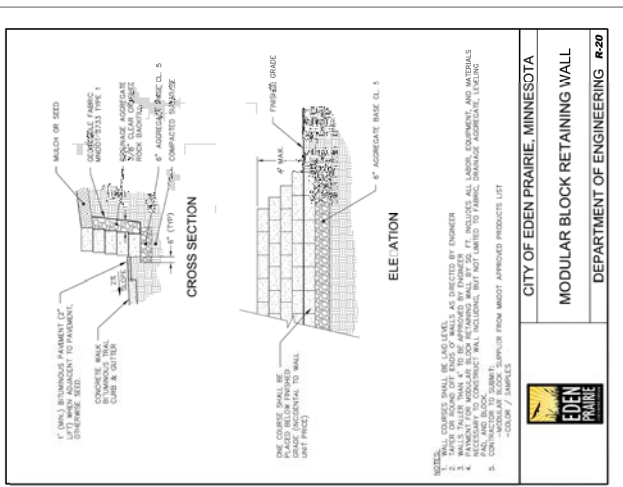 1" (MIN.) BITUMINOUS PAVEMENT (2"
LIFT) WHEN ADJACENT TO PAVEMENT,
OTHERWISE SEED.
CONCRETE WALK
BITUMINOUS TRAIL
CURB & GUTTER
2%
SLOPE
MULCH OR SEED
FABRIC
MNDOT 3733 TYPE 1
AGGREGATE
3/8" CLEAR
ROCK BACKFILL
6" AGGREGATE BASE CL. 5
COMPACTED
6" (TYP)
CROSS SECTION
ONE COURSE SHALL BE
PLACED BELOW FINISHED
GRADE (INCIDENTAL TO WALL
UNIT PRICE)
4' MAX.
FINISHED GRADE
6" AGGREGATE BASE CL. 5
ELEVATION
NOTES:
1. WALL COURSES SHALL BE LAID LEVEL
2. TAPER OR ROUND OFF ENDS OF WALLS AS DIRECTED BY ENGINEER
3. WALLS TALLER THAN 4' TO BE APPROVED BY ENGINEER
4. PAYMENT FOR MODULAR BLOCK RETAINING WALL BY SQ. FT. INCLUDES ALL LABOR, EQUIPMENT, AND MATERIALS
NECESSARY TO CONSTRUCT WALL INCLUDING, BUT NOT LIMITED TO FABRIC, DRAINAGE AGGREGATE, LEVELING
PAD, AND BLOCK.
5. CONTRACTOR TO SUBMIT:
-MODULAR BLOCK SUPPLIER FROM MNDOT APPROVED PRODUCTS LIST
-COLOR / SAMPLES
EDEN
PRAIRIE
CITY OF EDEN PRAIRIE, MINNESOTA
MODULAR BLOCK RETAINING WALL
DEPARTMENT OF ENGINEERING R-20